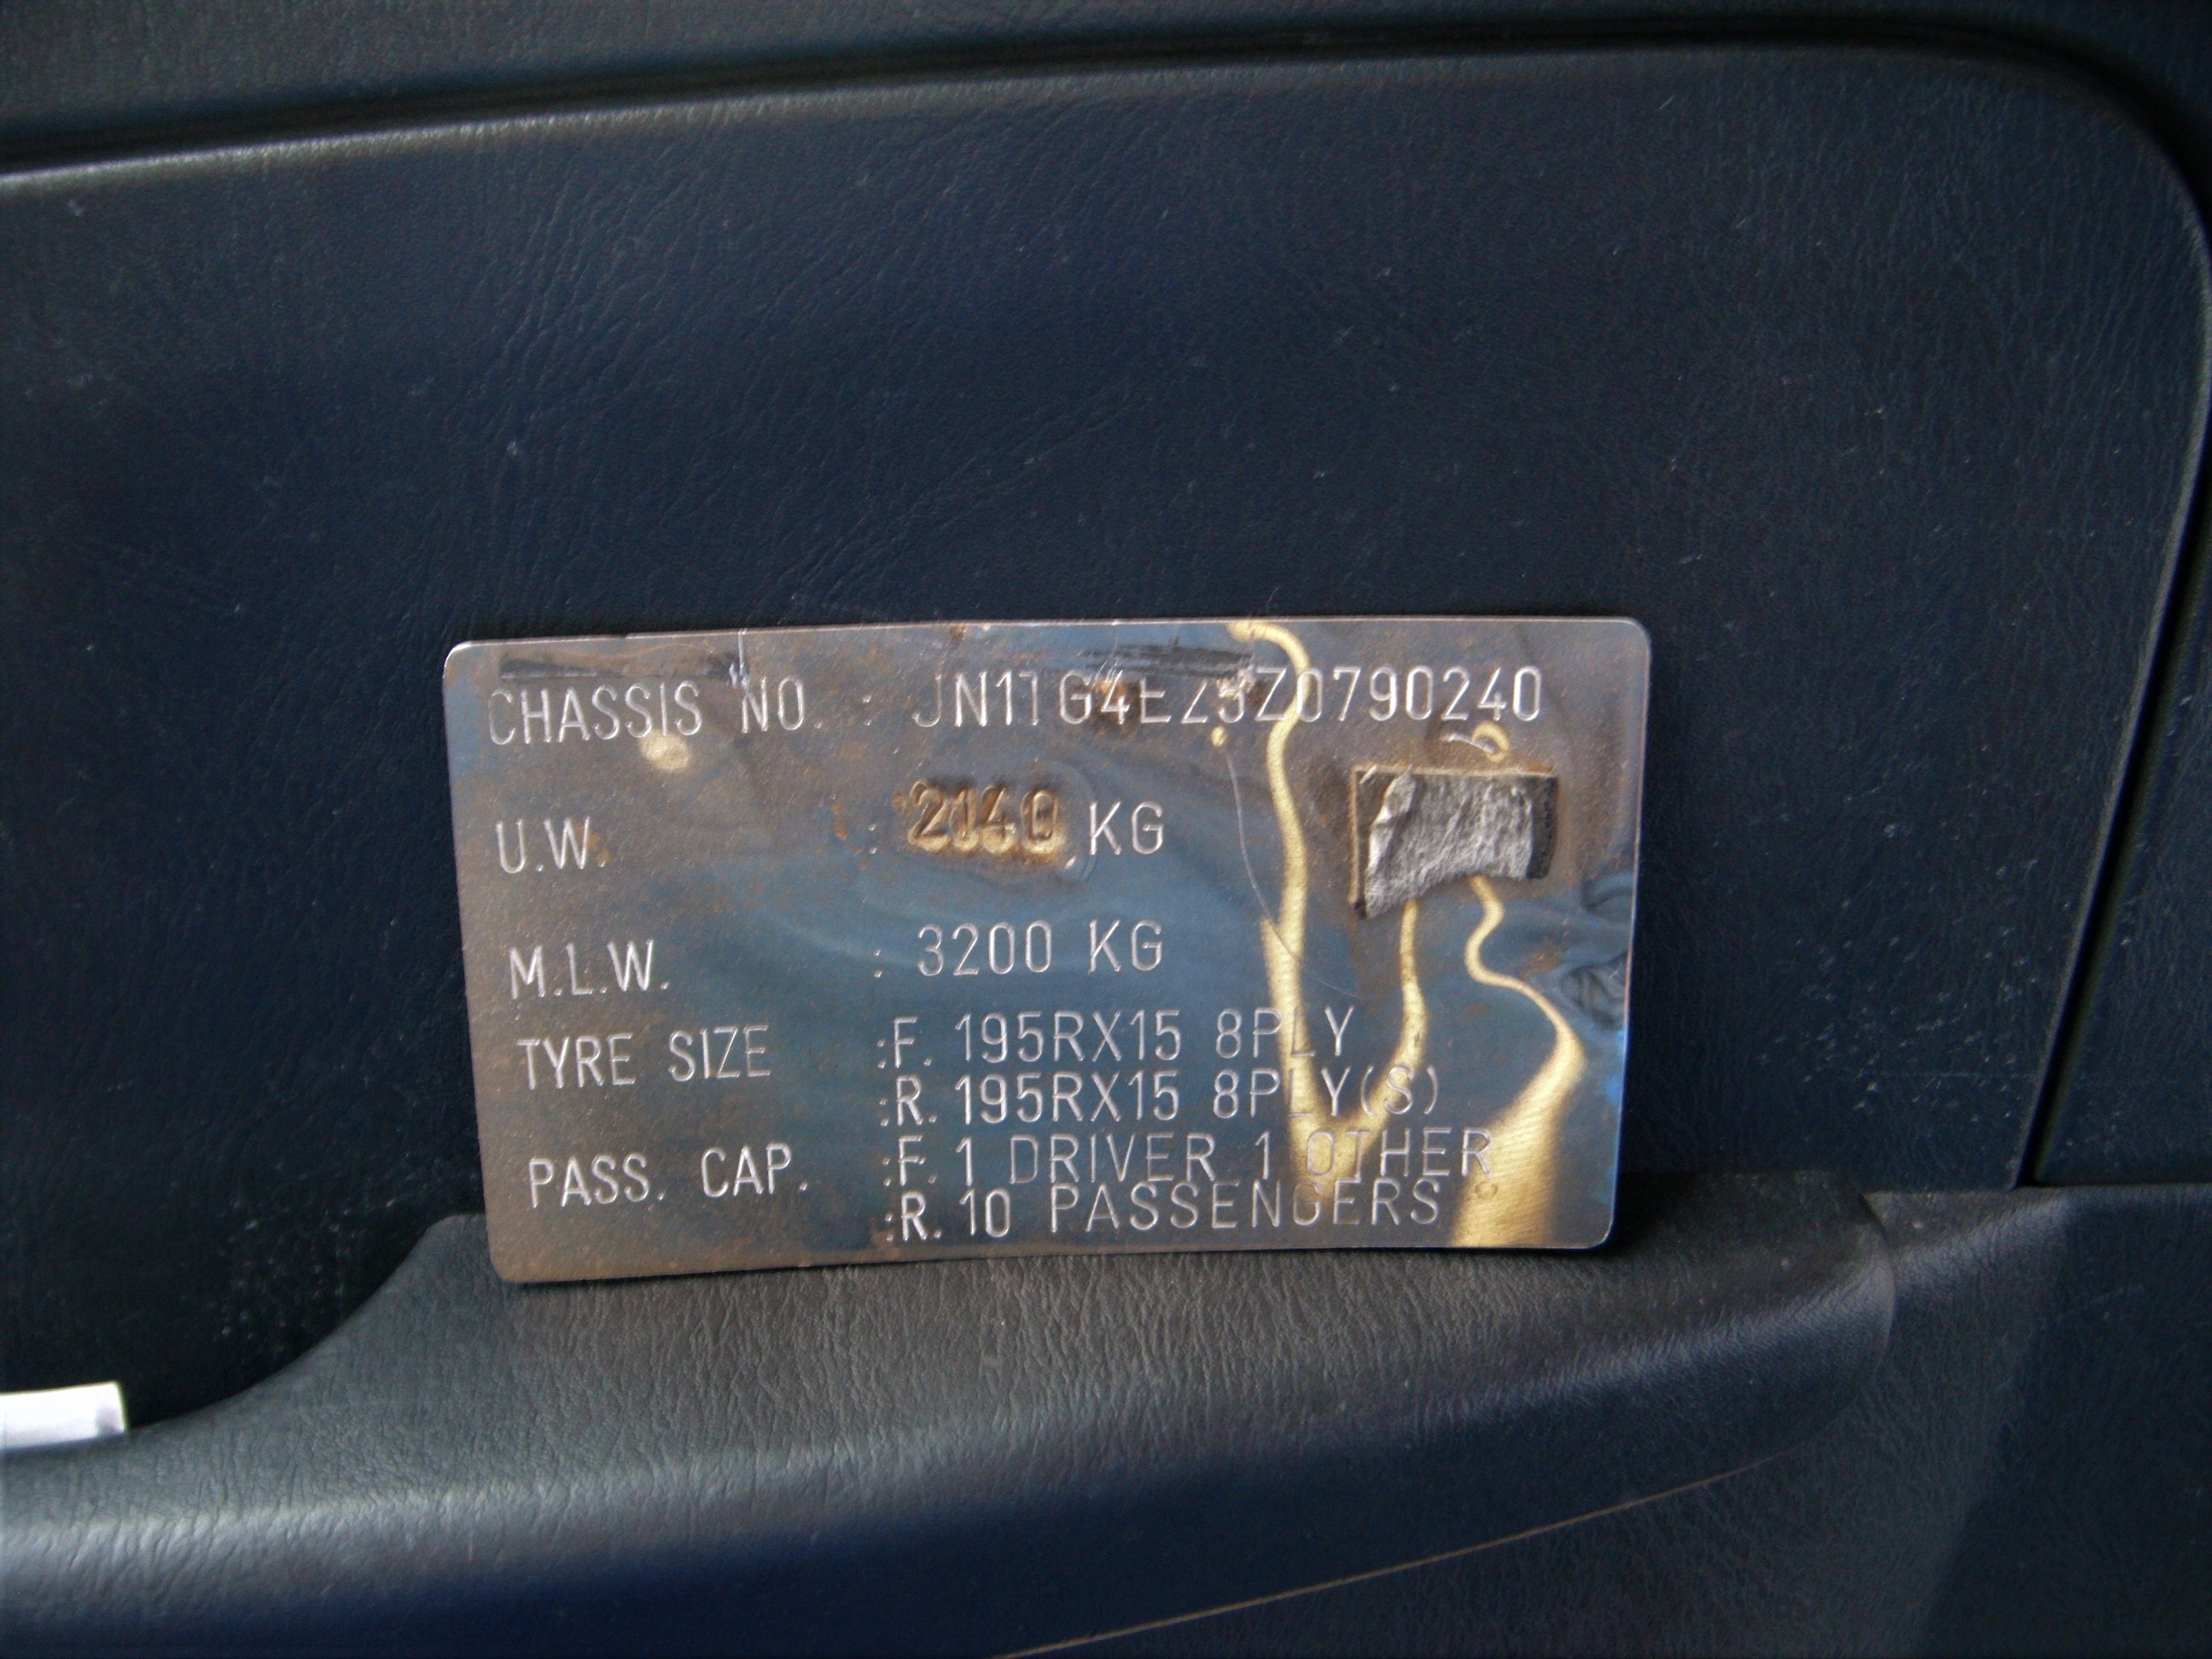 CHASSIS NO. : JN1TG4E25Z0790240
U.W. : 2140 KG
M.L.W. : 3200 KG
TYRE SIZE :F. 195RX15 8PLY
:R. 195RX15 8PLY(S)
PASS. CAP. :F. 1 DRIVER 1 OTHER
:R. 10 PASSENGERS